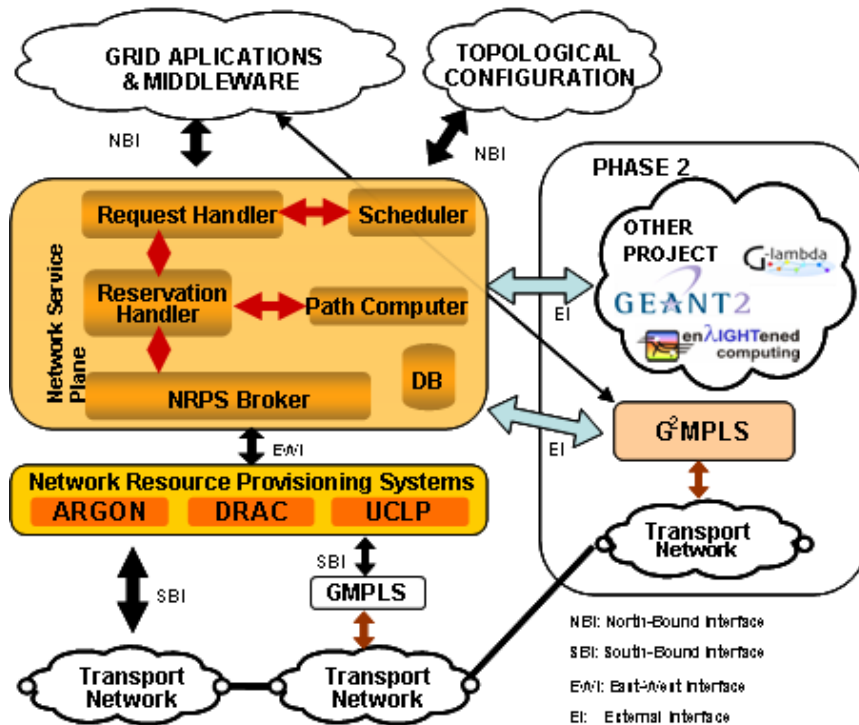 GRID APLICATIONS
& MIDDLEWARE
TOPOLOGICAL
CONFIGURATION
NBI
NBI
PHASE 2
Request Handler
Scheduler
OTHER
PROJECT
G-lambda
Network Service
Plane
Reservation
Handler
Path Computer
GEANT2
EI
enλIGHTened
computing
DB
NRPS Broker
G²MPLS
EI
EWI
Network Resource Provisioning Systems
ARGON
DRAC
UCLP
Transport
Network
SBI
SBI
GMPLS
NBI: North-Bound Interface
SBI: South-Bound Interface
EWI: East-West Interface
EI: External Interface
Transport
Network
Transport
Network